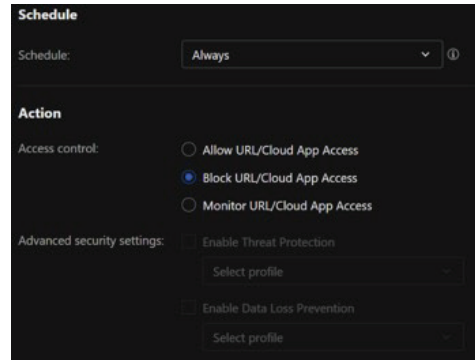 Schedule
Schedule: Always
Action
Access control: Allow URL/Cloud App Access
Block URL/Cloud App Access
Monitor URL/Cloud App Access
Advanced security settings: Enable Threat Protection
Select profile
Enable Data Loss Prevention
Select profile